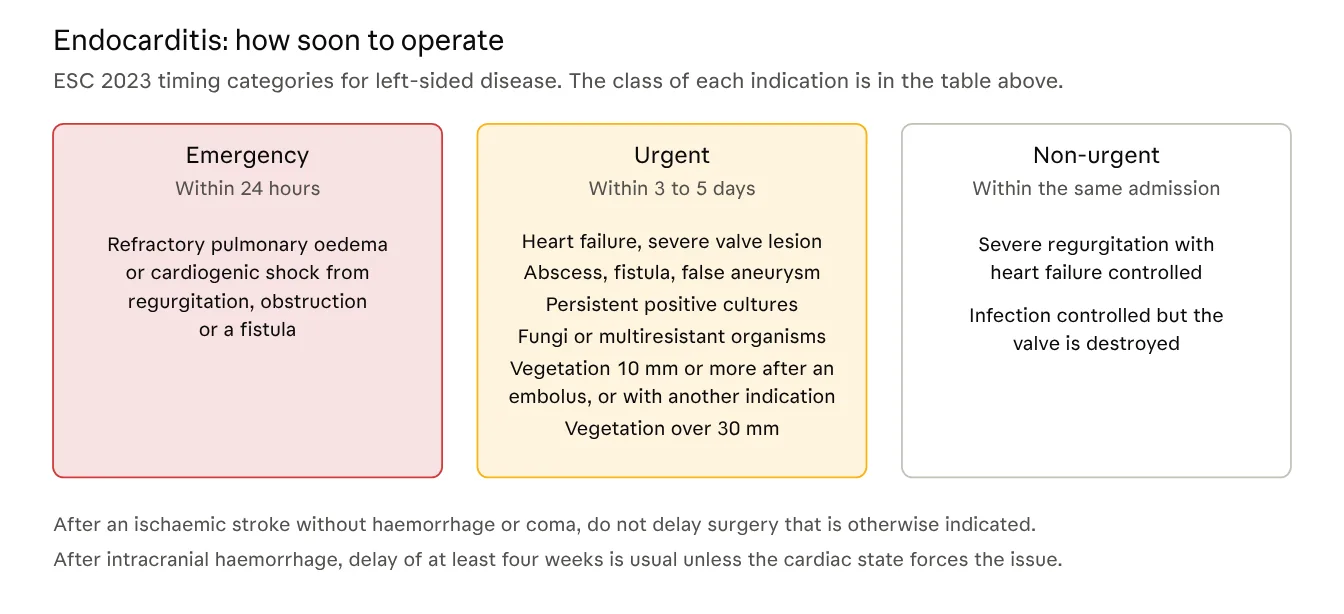 Endocarditis: how soon to operate
ESC 2023 timing categories for left-sided disease. The class of each indication is in the table above.
Emergency
Within 24 hours
Refractory pulmonary oedema
or cardiogenic shock from
regurgitation, obstruction
or a fistula
Urgent
Within 3 to 5 days
Heart failure, severe valve lesion
Abscess, fistula, false aneurysm
Persistent positive cultures
Fungi or multiresistant organisms
Vegetation 10 mm or more after an
embolus, or with another indication
Vegetation over 30 mm
Non-urgent
Within the same admission
Severe regurgitation with
heart failure controlled
Infection controlled but the
valve is destroyed
After an ischaemic stroke without haemorrhage or coma, do not delay surgery that is otherwise indicated.
After intracranial haemorrhage, delay of at least four weeks is usual unless the cardiac state forces the issue.